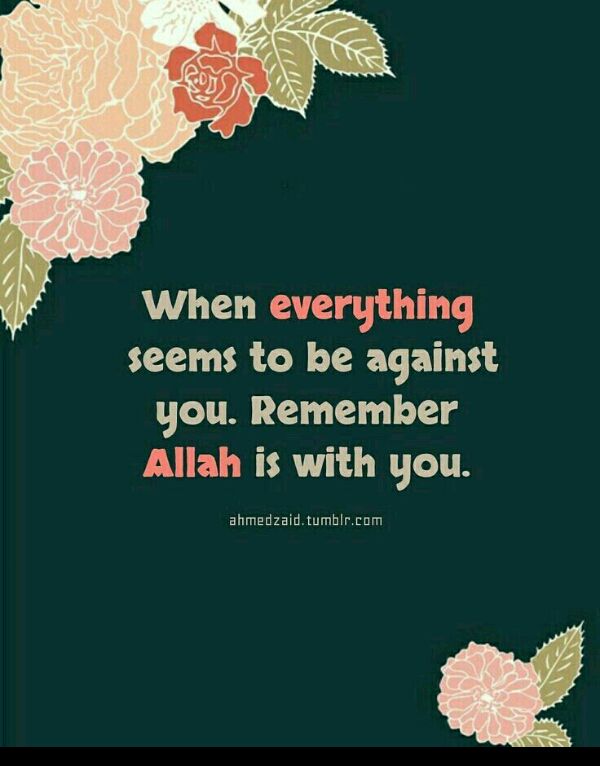 When everything
seems to be against
you. Remember
Allah is with you.
ahmedzaid.tumblr.com